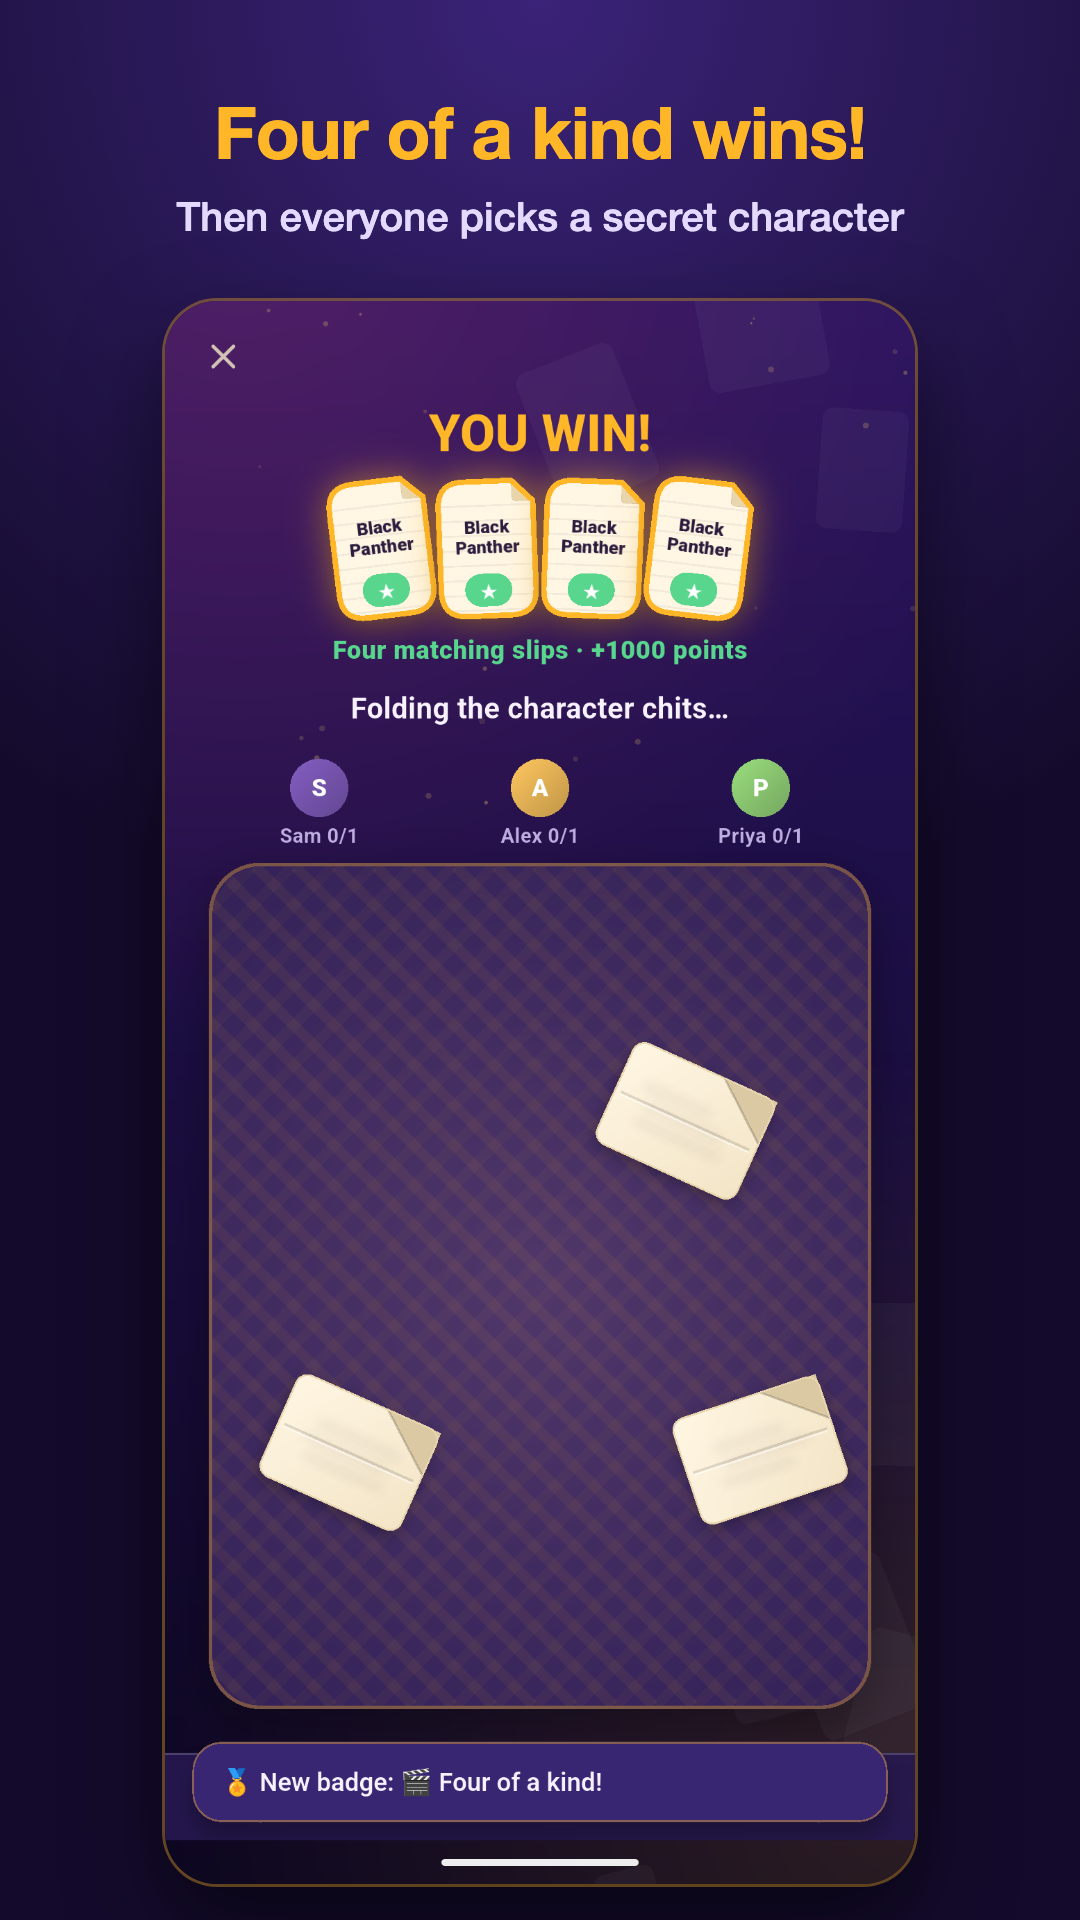 Four of a kind wins!
Then everyone picks a secret character
YOU WIN!
Black Panther
Black Panther
Black Panther
Black Panther
Four matching slips · +1000 points
Folding the character chits…
S
A
P
Sam 0/1
Alex 0/1
Priya 0/1
New badge: Four of a kind!